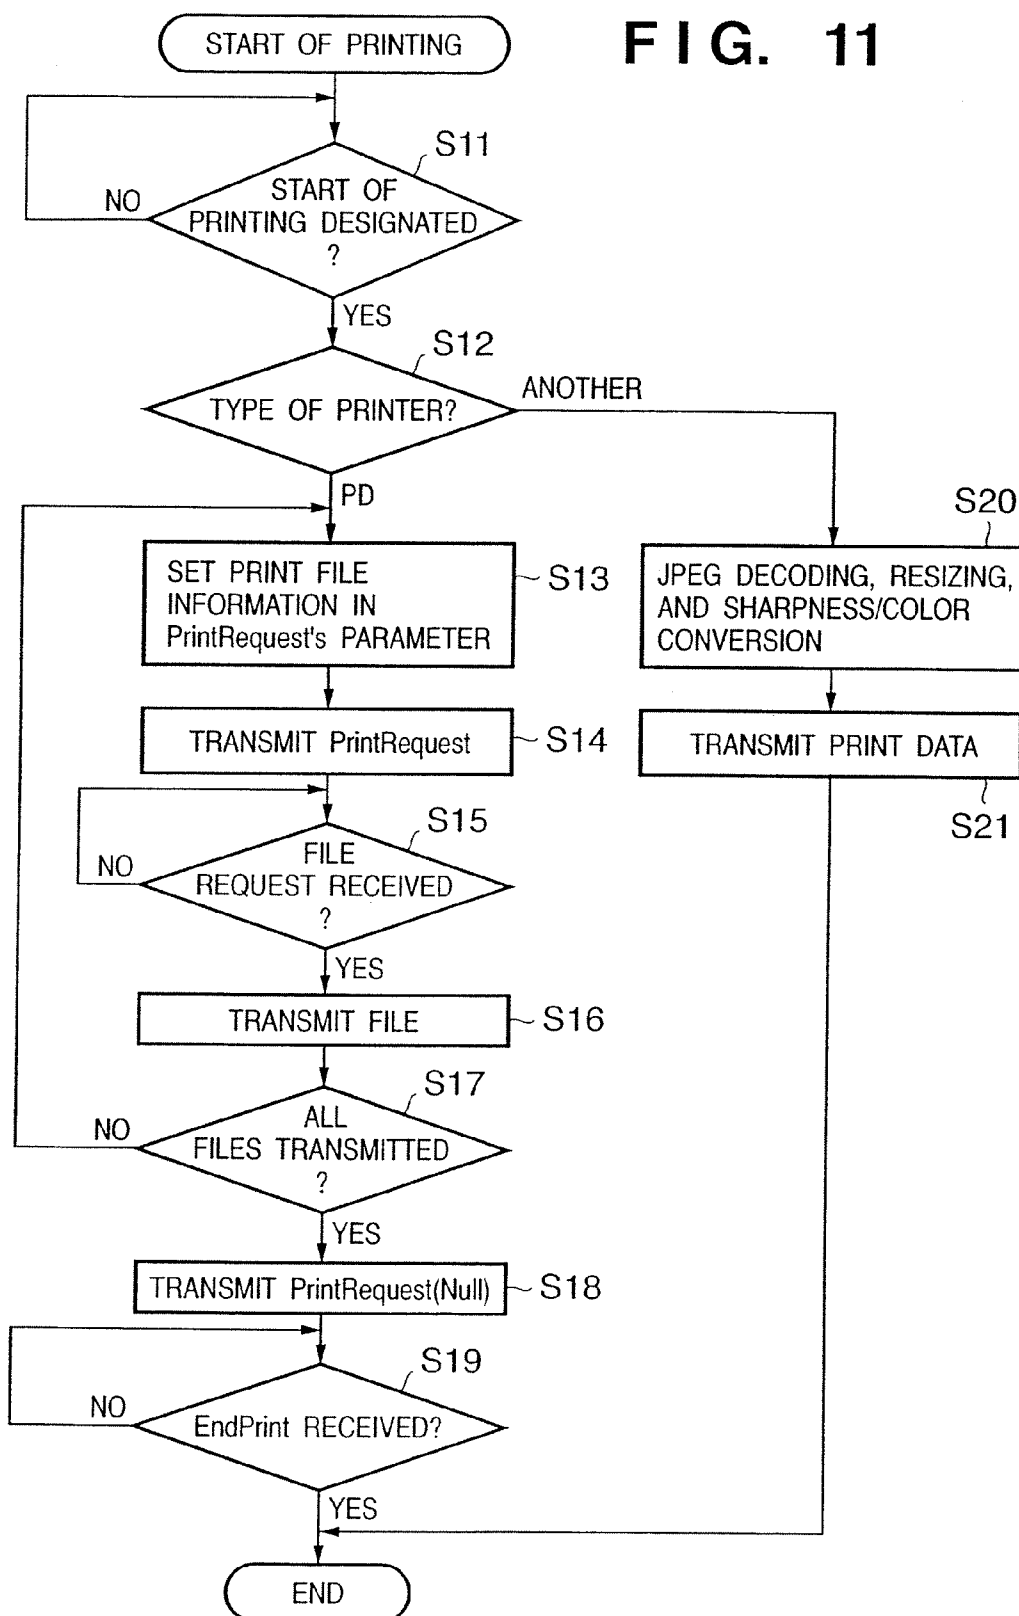 FIG. 11
START OF PRINTING
S11
START OF
PRINTING DESIGNATED
?
NO
YES
S12
TYPE OF PRINTER?
ANOTHER
PD
S13
SET PRINT FILE
INFORMATION IN
PrintRequest's PARAMETER
S20
JPEG DECODING, RESIZING,
AND SHARPNESS/COLOR
CONVERSION
TRANSMIT PrintRequest
S14
TRANSMIT PRINT DATA
S21
S15
FILE
REQUEST RECEIVED
?
NO
YES
TRANSMIT FILE
S16
S17
ALL
FILES TRANSMITTED
?
NO
YES
TRANSMIT PrintRequest(Null)
S18
S19
EndPrint RECEIVED?
NO
YES
END